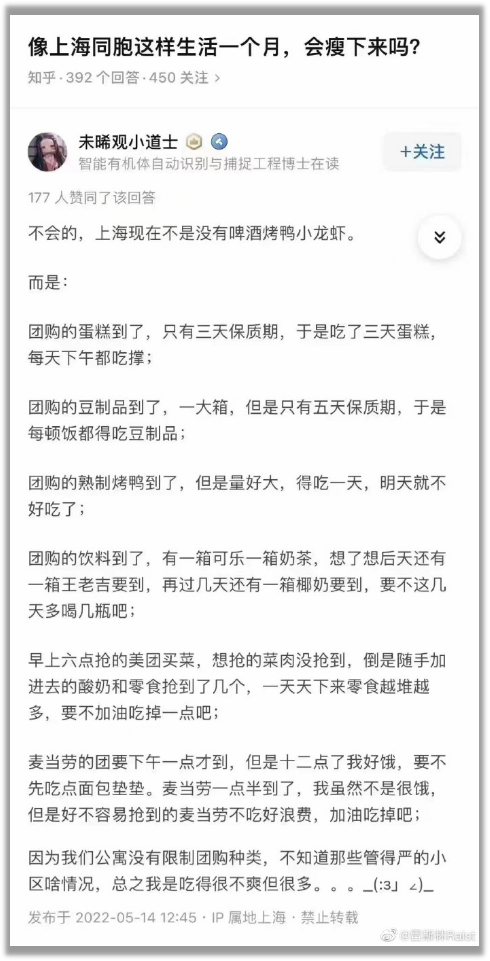 像上海同胞这样生活一个月，会瘦下来吗？
知乎 · 392 个回答 · 450 关注 >
未晞观小道士
智能有机体自动识别与捕捉工程博士在读
+关注
177 人赞同了该回答
不会的，上海现在不是没有啤酒烤鸭小龙虾。
而是：
团购的蛋糕到了，只有三天保质期，于是吃了三天蛋糕，
每天下午都吃撑；
团购的豆制品到了，一大箱，但是只有五天保质期，于是
每顿饭都得吃豆制品；
团购的熟制烤鸭到了，但是量好大，得吃一天，明天就不
好吃了；
团购的饮料到了，有一箱可乐一箱奶茶，想了想后天还有
一箱王老吉要到，再过几天还有一箱椰奶要到，要不这几
天多喝几瓶吧；
早上六点抢的美团买菜，想抢的菜肉没抢到，倒是随手加
进去的酸奶和零食抢到了几个，一天天下来零食越堆越
多，要不加油吃掉一点吧；
麦当劳的团要下午一点才到，但是十二点了我好饿，要不
先吃点面包垫垫。麦当劳一点半到了，我虽然不是很饿，
但是好不容易抢到的麦当劳不吃好浪费，加油吃掉吧；
因为我们公寓没有限制团购种类，不知道那些管得严的小
区啥情况，总之我是吃得很不爽但很多。。。_(:з」∠)_
发布于 2022-05-14 12:45 · IP 属地上海 · 禁止转载